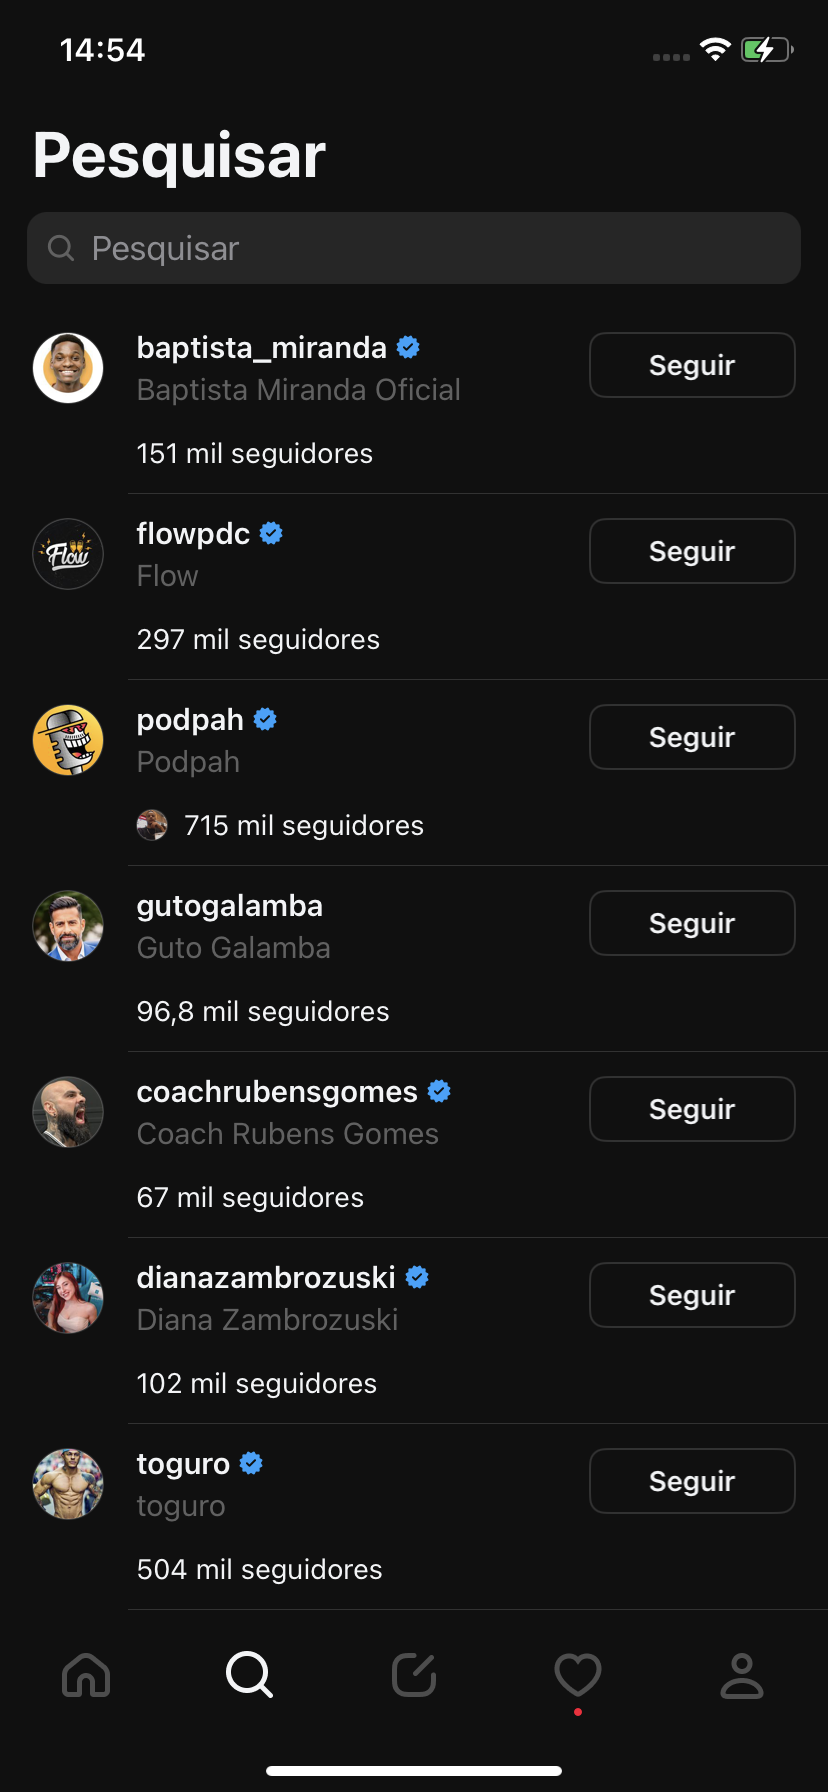 14:54
Pesquisar
Pesquisar
baptista_miranda
Seguir
Baptista Miranda Oficial
151 mil seguidores
flowpdc
Seguir
Flow
Flow
297 mil seguidores
podpah
Seguir
Podpah
715 mil seguidores
gutogalamba
Seguir
Guto Galamba
96,8 mil seguidores
coachrubensgomes
Seguir
Coach Rubens Gomes
67 mil seguidores
dianazambrozuski
Seguir
Diana Zambrozuski
102 mil seguidores
toguro
Seguir
toguro
504 mil seguidores